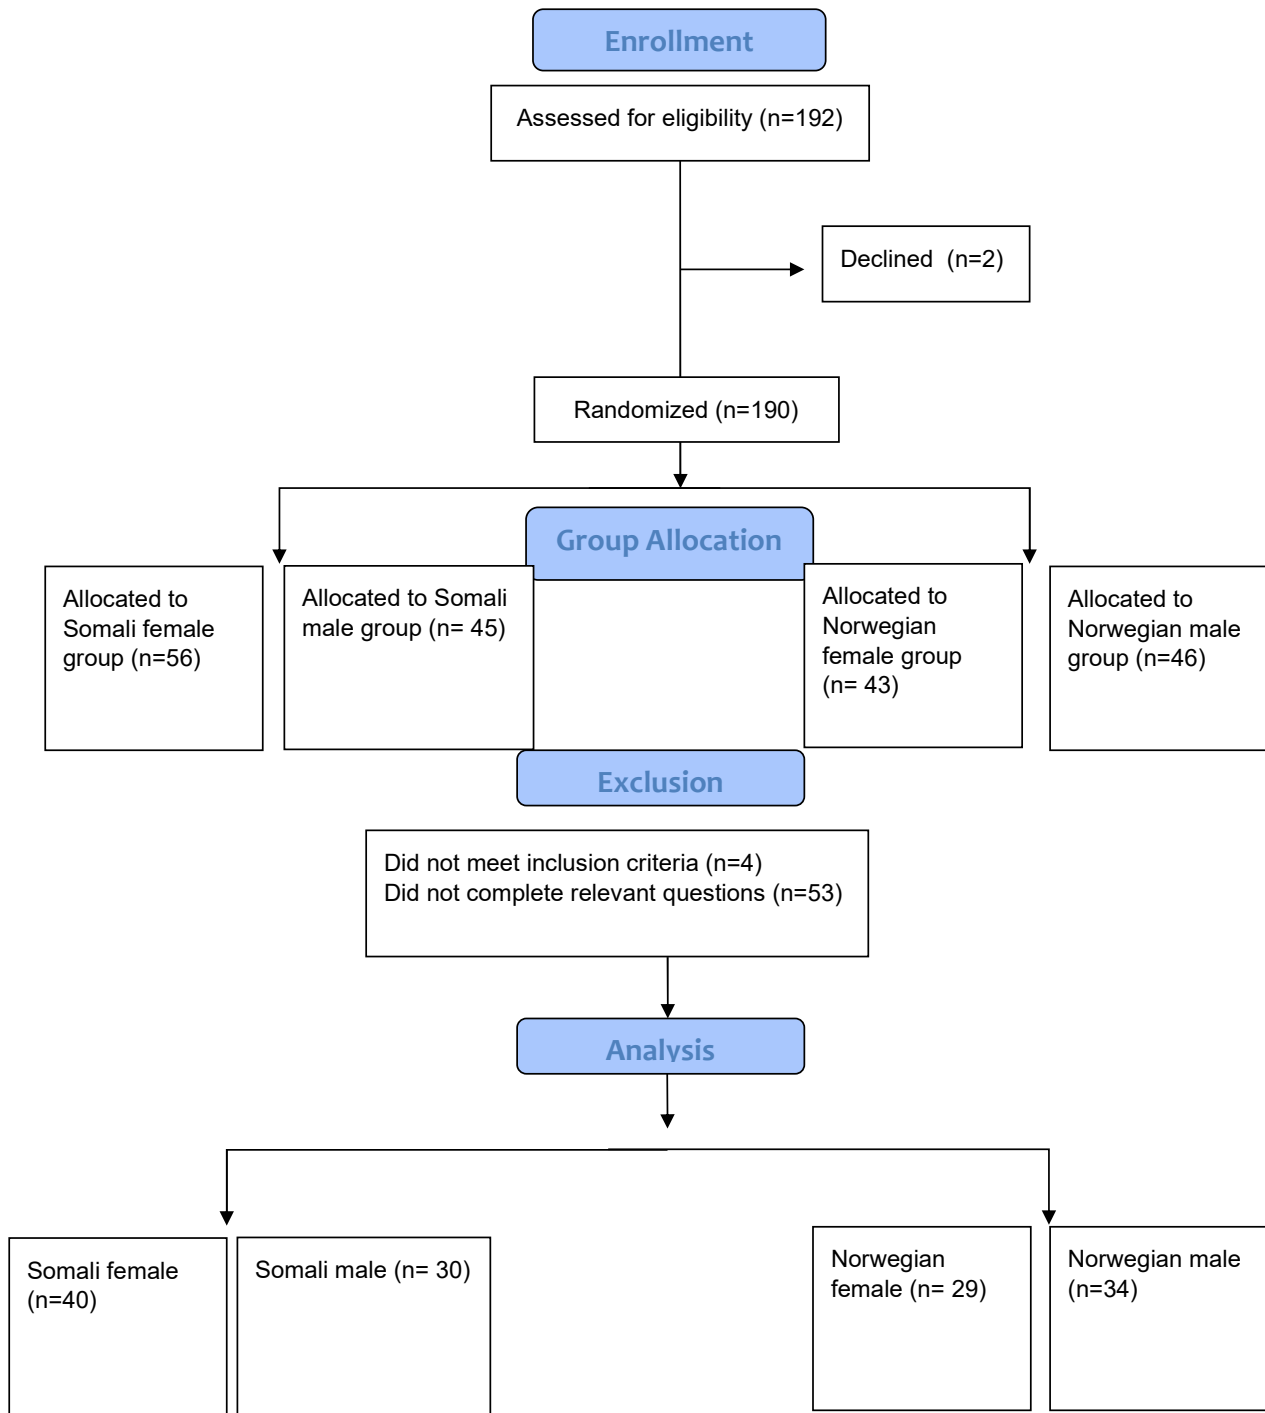 Enrollment
Assessed for eligibility (n=192)
Declined  (n=2)
Randomized (n=190)
Group Allocation
Allocated to
Somali female
group (n=56)
Allocated to Somali
male group (n= 45)
Allocated to
Norwegian
female group
(n= 43)
Allocated to
Norwegian male
group (n=46)
Exclusion
Did not meet inclusion criteria (n=4)
Did not complete relevant questions (n=53)
Analysis
Somali female
(n=40)
Somali male (n= 30)
Norwegian
female (n= 29)
Norwegian male
(n=34)